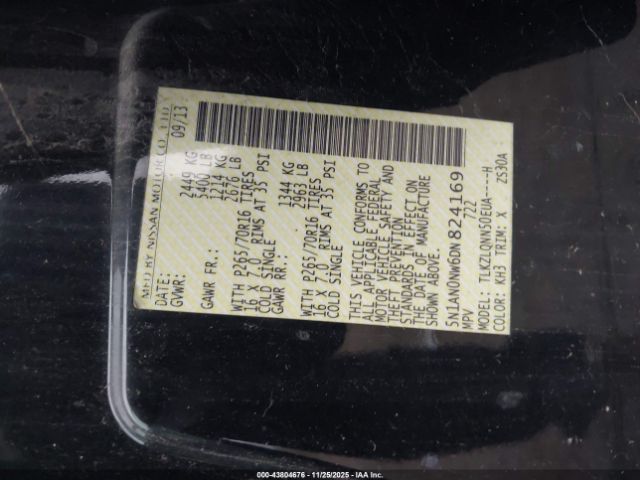 MFD BY NISSAN MOTOR CO., LTD
DATE: 09/13
GVWR: 2449 KG
5400 LB
GAWR FR.: 1214 KG
2676 LB
WITH P265/70R16 TIRES
16 X 7.0 RIMS AT 35 PSI
COLD SINGLE
GAWR RR.: 1344 KG
2963 LB
WITH P265/70R16 TIRES
16 X 7.0 RIMS AT 35 PSI
COLD SINGLE
THIS VEHICLE CONFORMS TO
ALL APPLICABLE FEDERAL
MOTOR VEHICLE SAFETY AND
THEFT PREVENTION
STANDARDS IN EFFECT ON
THE DATE OF MANUFACTURE
SHOWN ABOVE.
5N1AN0NW6DN 824169
MPV 722
MODEL: TLKZLQNN50EUA-----H
COLOR: KH3 TRIM: X ZS30A
000-43804676 - 11/25/2025 - IAA Inc.